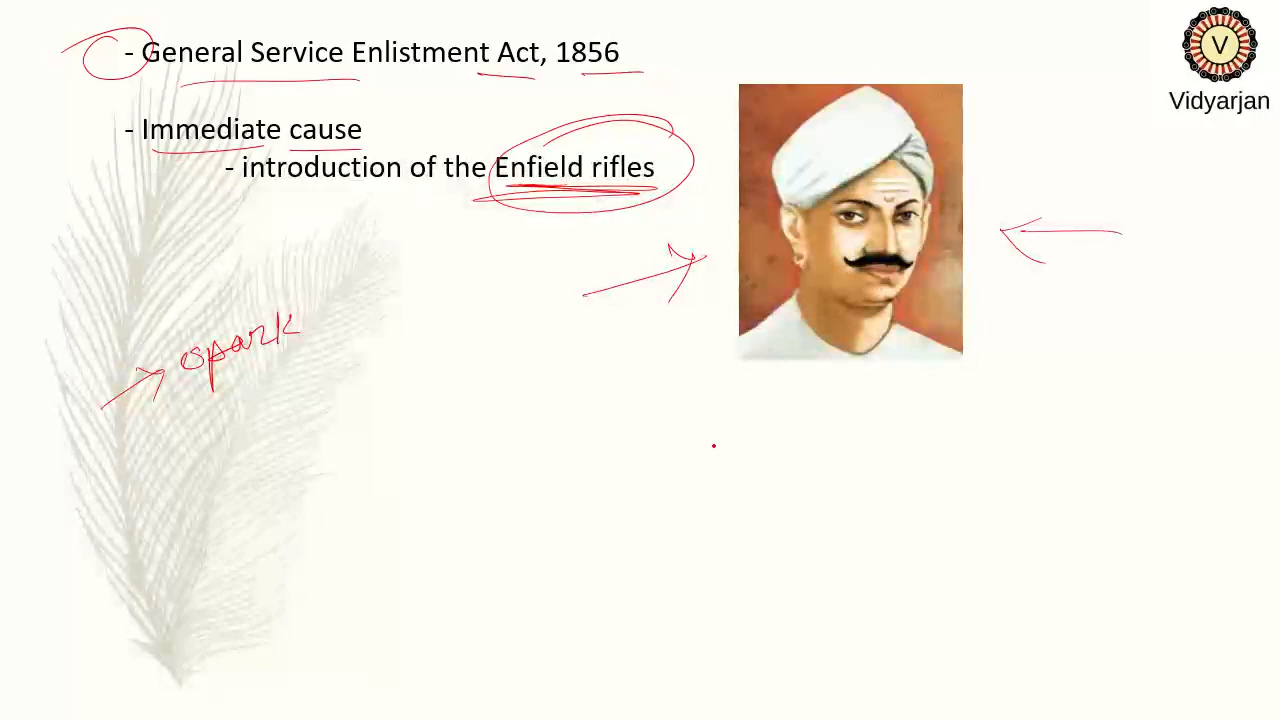 - General Service Enlistment Act, 1856
V
Vidyarjan
- Immediate cause
- introduction of the Enfield rifles
spark